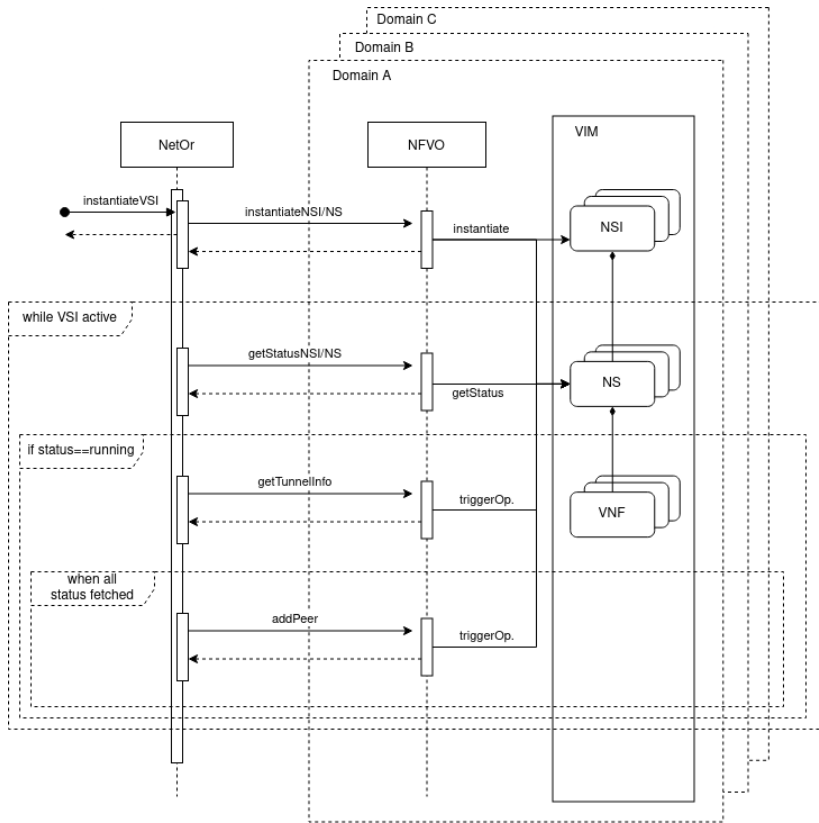 Domain C
Domain B
Domain A
NetOr
NFVO
VIM
instantiateVSI
instantiateNSI/NS
instantiate
NSI
while VSI active
getStatusNSI/NS
getStatus
NS
if status==running
getTunnelInfo
triggerOp.
VNF
when all
status fetched
addPeer
triggerOp.